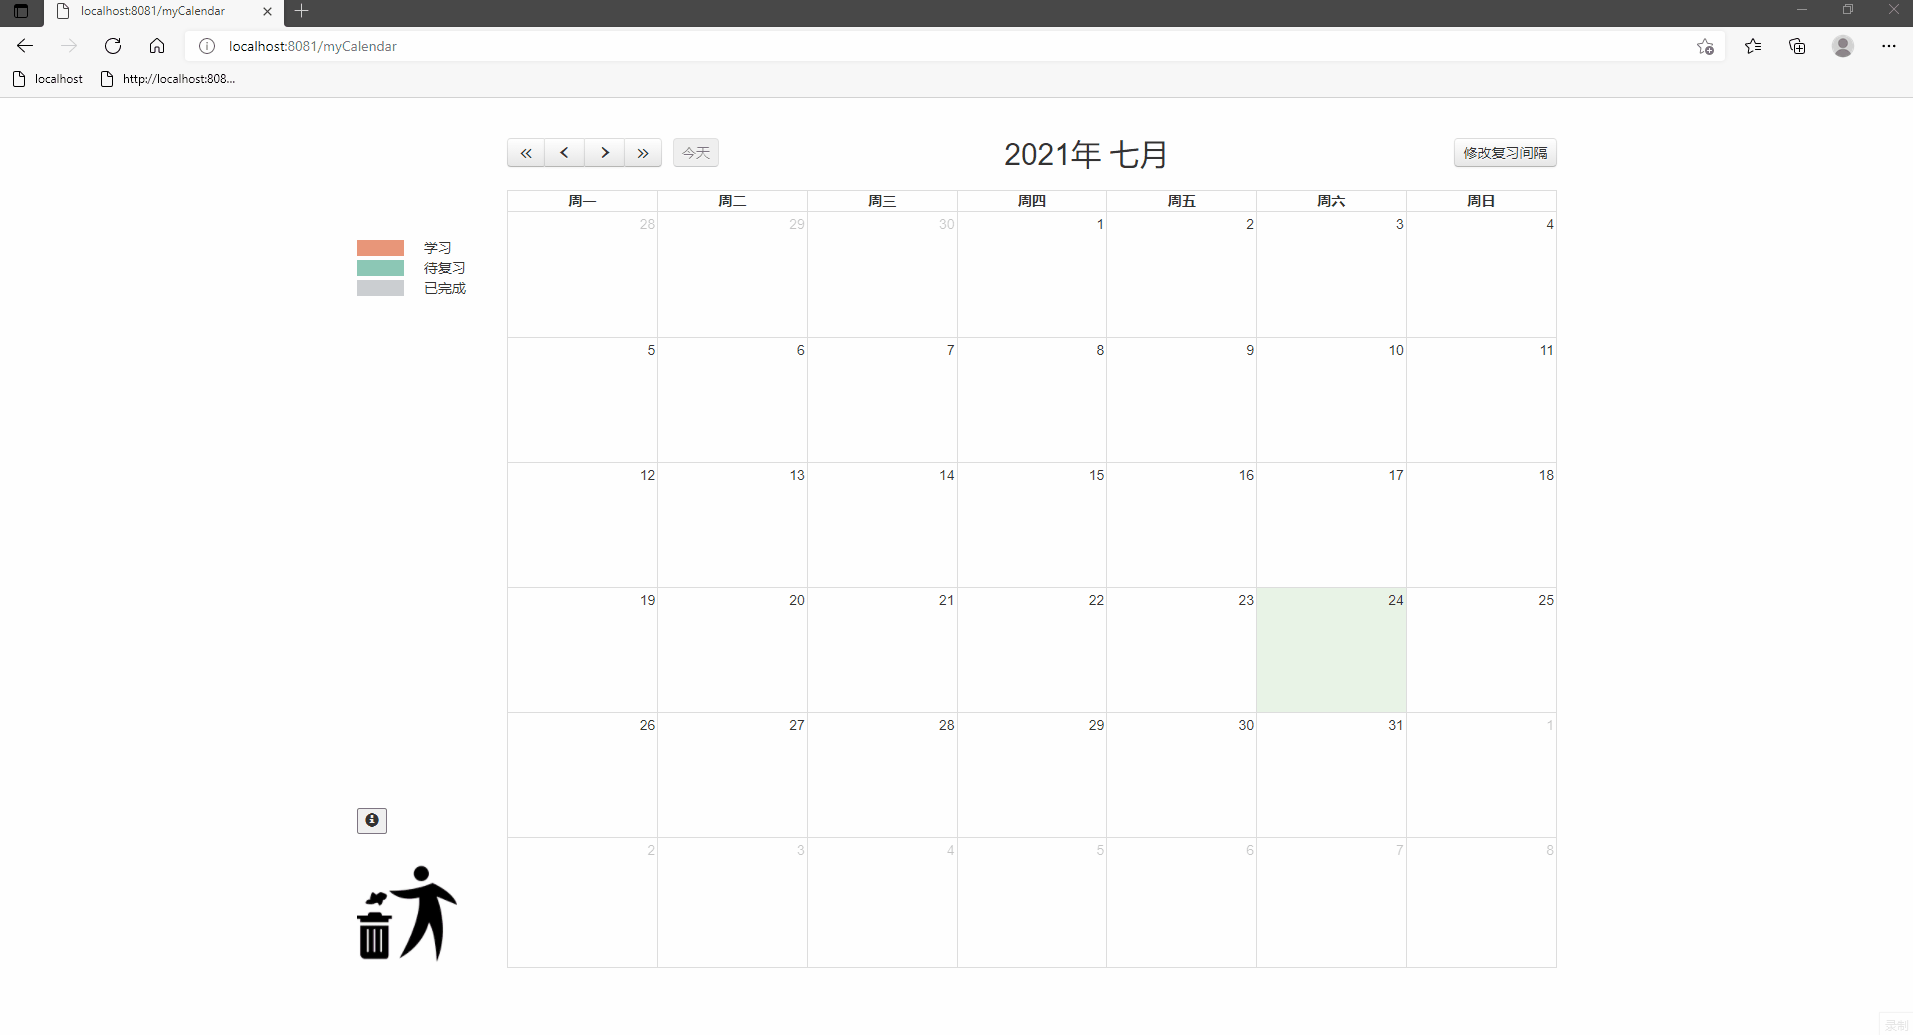 localhost:8081/myCalendar
localhost:8081/myCalendar
localhost http://localhost:808...
« < > » 今天 2021年 七月 修改复习间隔
周一 周二 周三 周四 周五 周六 周日
28 29 30 1 2 3 4
学习
待复习
已完成
5 6 7 8 9 10 11
12 13 14 15 16 17 18
19 20 21 22 23 24 25
26 27 28 29 30 31 1
2 3 4 5 6 7 8
录制